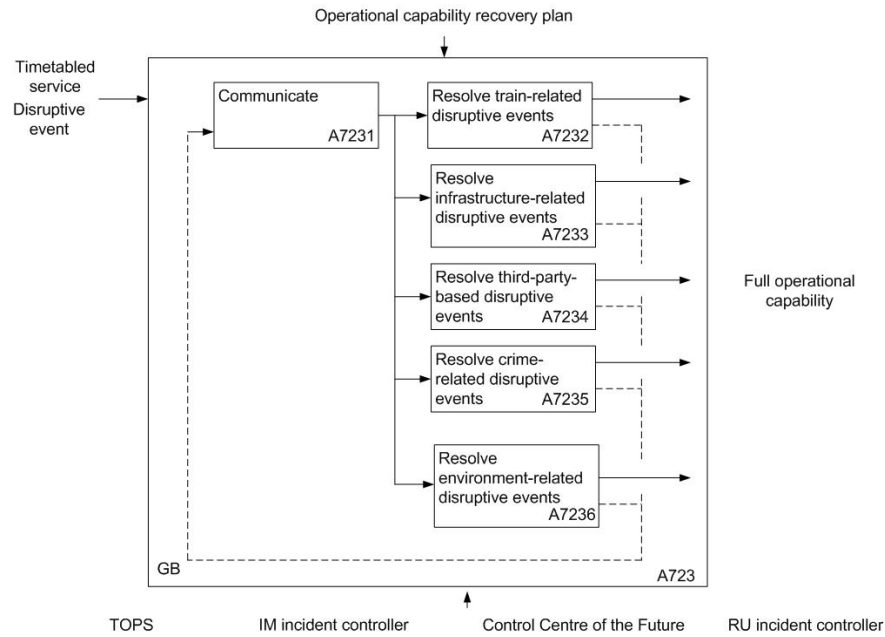 Operational capability recovery plan
Timetabled
service
Disruptive
event
Communicate
A7231
Resolve train-related
disruptive events
A7232
Resolve
infrastructure-related
disruptive events
A7233
Resolve third-party-
based disruptive
events
A7234
Resolve crime-
related disruptive
events
A7235
Resolve
environment-related
disruptive events
A7236
Full operational
capability
GB
A723
TOPS
IM incident controller
Control Centre of the Future
RU incident controller